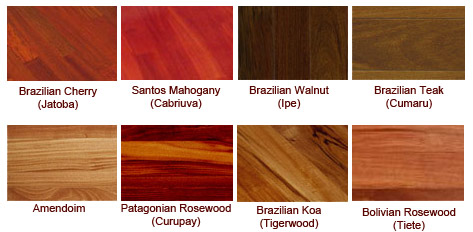 Brazilian Cherry
(Jatoba)
Santos Mahogany
(Cabriuva)
Brazilian Walnut
(Ipe)
Brazilian Teak
(Cumaru)
Amendoim
Patagonian Rosewood
(Curupay)
Brazilian Koa
(Tigerwood)
Bolivian Rosewood
(Tiete)